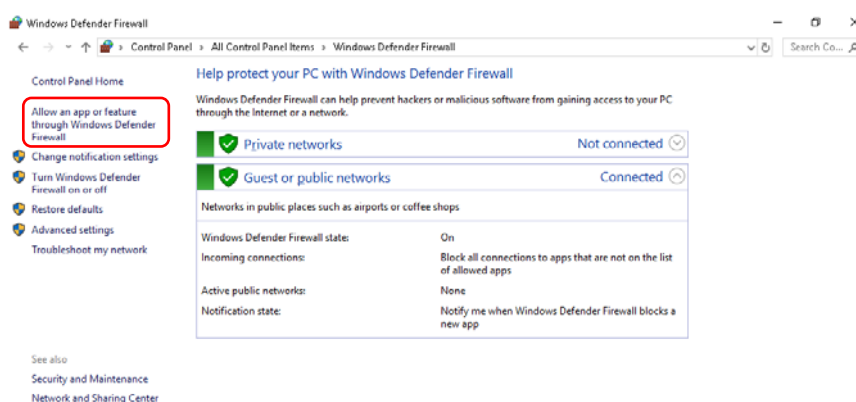 Windows Defender Firewall
Control Panel > All Control Panel Items > Windows Defender Firewall
Search Co...
Control Panel Home
Allow an app or feature
through Windows Defender
Firewall
Change notification settings
Turn Windows Defender
Firewall on or off
Restore defaults
Advanced settings
Troubleshoot my network
See also
Security and Maintenance
Network and Sharing Center
Help protect your PC with Windows Defender Firewall
Windows Defender Firewall can help prevent hackers or malicious software from gaining access to your PC
through the Internet or a network.
Private networks Not connected
Guest or public networks Connected
Networks in public places such as airports or coffee shops
Windows Defender Firewall state: On
Incoming connections: Block all connections to apps that are not on the list
of allowed apps
Active public networks: None
Notification state: Notify me when Windows Defender Firewall blocks a
new app